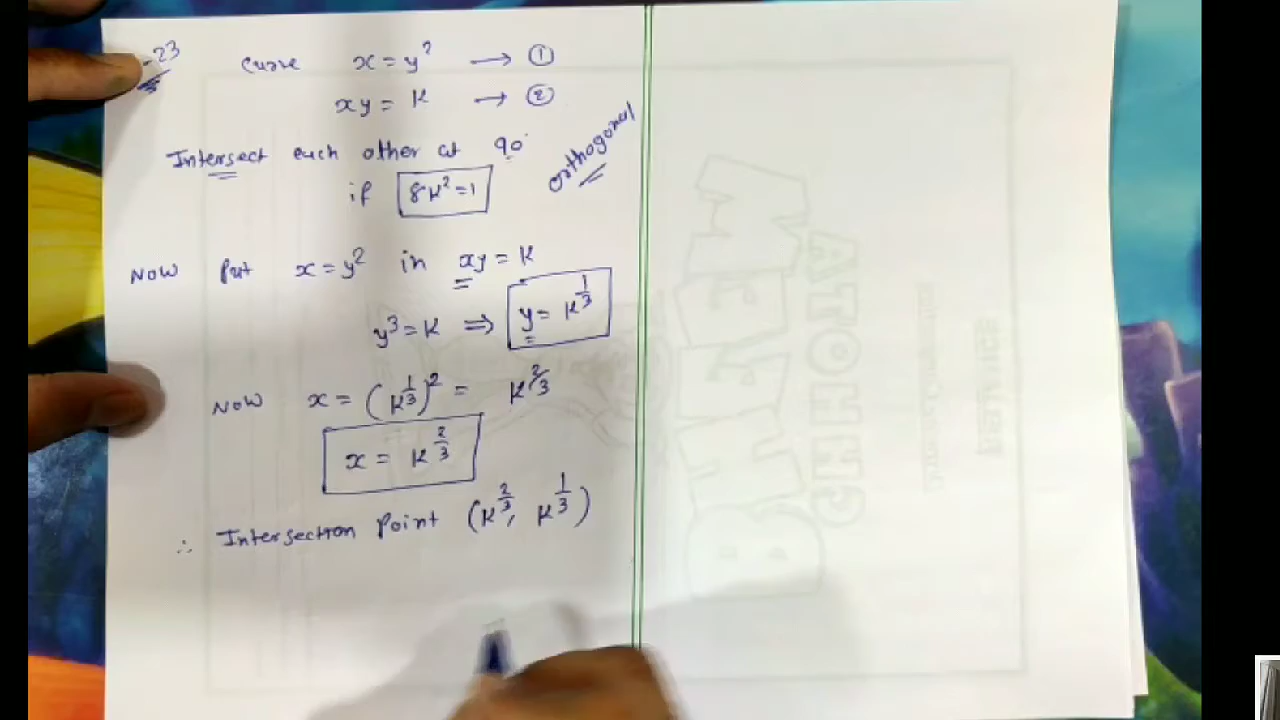 -23 curve x = y² → ①
xy = k → ②
Intersect each other at 90°
orthogonal
if 8k² = 1
Now Put x = y² in xy = k
y³ = k ⇒ y = k^{1/3}
Now x = (k^{1/3})² = k^{2/3}
x = k^{2/3}
∴ Intersection Point (k^{2/3}, k^{1/3})